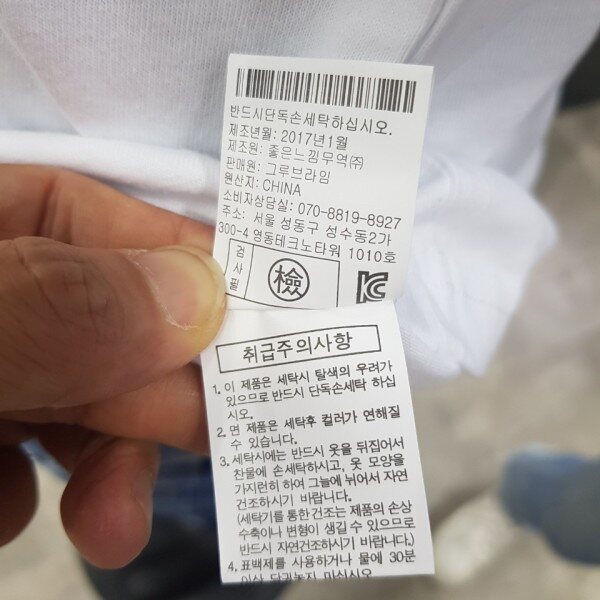 반드시단독손세탁하십시오.
제조년월: 2017년1월
제조원: 좋은느낌무역㈜
판매원: 그루브라임
원산지: CHINA
소비자상담실: 070-8819-8927
주소: 서울 성동구 성수동2가
300-4 영동테크노타워 1010호
검사필 檢
취급주의사항
1. 이 제품은 세탁시 탈색의 우려가
있으므로 반드시 단독손세탁 하십
시오.
2. 면 제품은 세탁후 컬러가 연해질
수 있습니다.
3. 세탁시에는 반드시 옷을 뒤집어서
찬물에 손세탁하시고, 옷 모양을
가지런히 하여 그늘에 뉘어서 자연
건조하시기 바랍니다.
(세탁기를 통한 건조는 제품의 손상
수축이나 변형이 생길 수 있으므로
반드시 자연건조하시기 바랍니다.)
4. 표백제를 사용하거나 물에 30분
이상 담궈놓지 마십시오